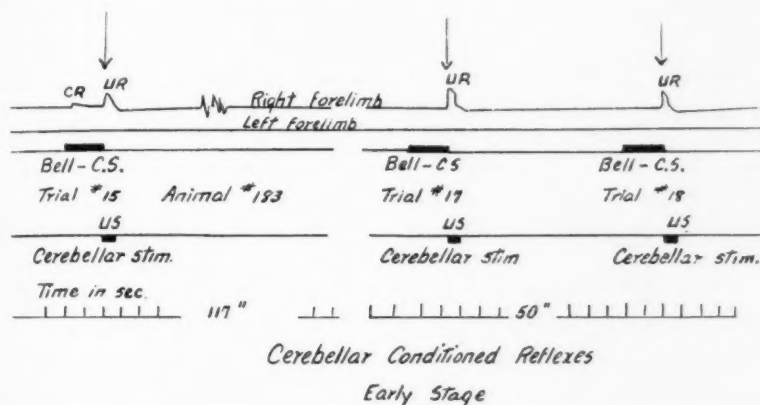 UR UR UR
CR
Right Forelimb
Left Forelimb
Bell-C.S. Bell-CS Bell-C.S.
Trial #15 Animal #193 Trial #17 Trial #18
US US US
Cerebellar Stim. Cerebellar Stim Cerebellar Stim.
Time in sec.
117" 50"
Cerebellar Conditioned Reflexes
Early Stage